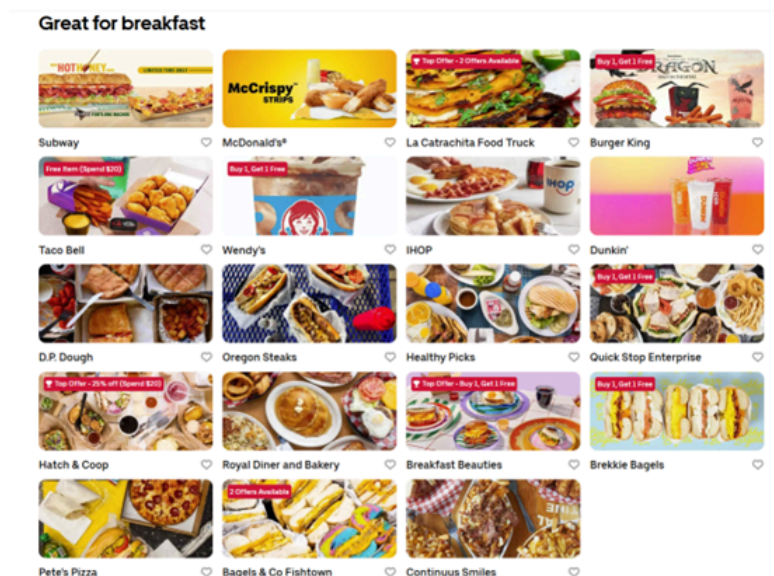 Great for breakfast
HOT HONEY
LIMITED TIME ONLY
McCrispy™
STRIPS
Top Offer • 2 Offers Available
Buy 1, Get 1 Free
DRAGON
Subway
McDonald's®
La Catrachita Food Truck
Burger King
Free Item (Spend $20)
Buy 1, Get 1 Free
IHOP
DUNKIN'
Taco Bell
Wendy's
IHOP
Dunkin'
Buy 1, Get 1 Free
D.P. Dough
Oregon Steaks
Healthy Picks
Quick Stop Enterprise
Top Offer • 25% off (Spend $20)
Top Offer • Buy 1, Get 1 Free
Buy 1, Get 1 Free
Hatch & Coop
Royal Diner and Bakery
Breakfast Beauties
Brekkie Bagels
2 Offers Available
Pete's Pizza
Bagels & Co Fishtown
Continuus Smiles